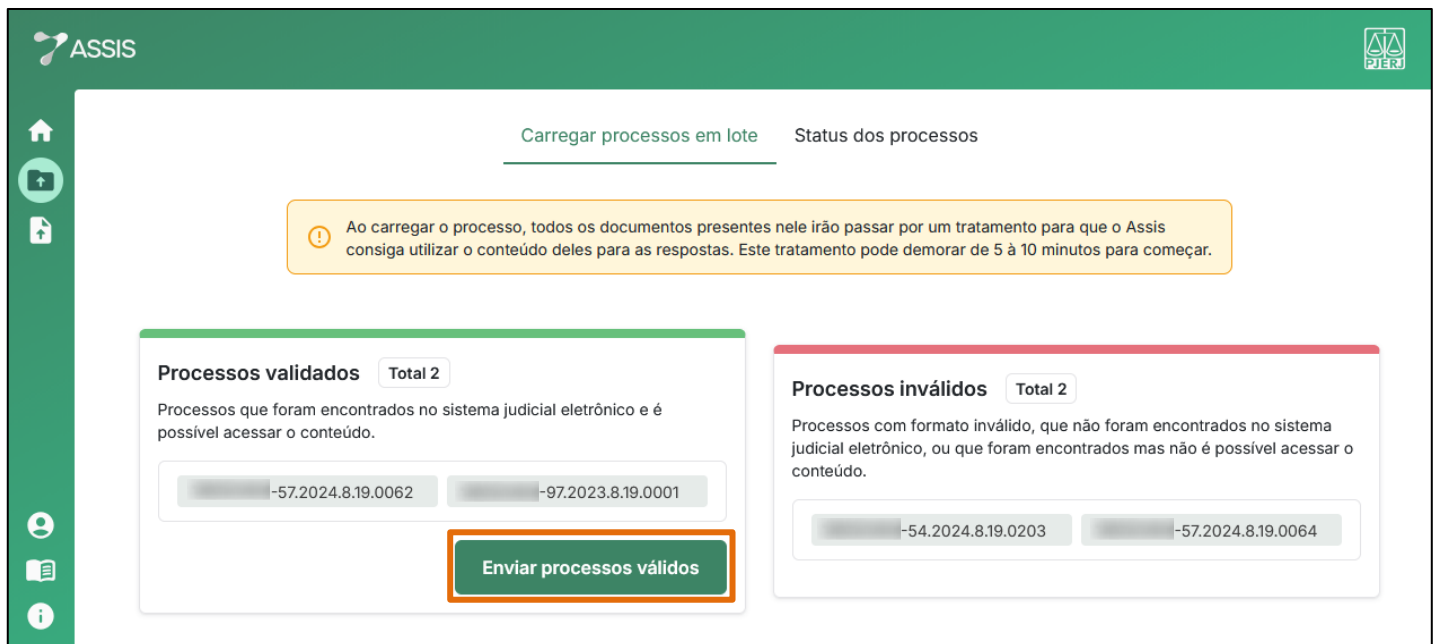 ASSIS
PJERJ
Carregar processos em lote
Status dos processos
Ao carregar o processo, todos os documentos presentes nele irão passar por um tratamento para que o Assis
consiga utilizar o conteúdo deles para as respostas. Este tratamento pode demorar de 5 à 10 minutos para começar.
Processos validados
Total 2
Processos que foram encontrados no sistema judicial eletrônico e é
possível acessar o conteúdo.
-57.2024.8.19.0062
-97.2023.8.19.0001
Enviar processos válidos
Processos inválidos
Total 2
Processos com formato inválido, que não foram encontrados no sistema
judicial eletrônico, ou que foram encontrados mas não é possível acessar o
conteúdo.
-54.2024.8.19.0203
-57.2024.8.19.0064